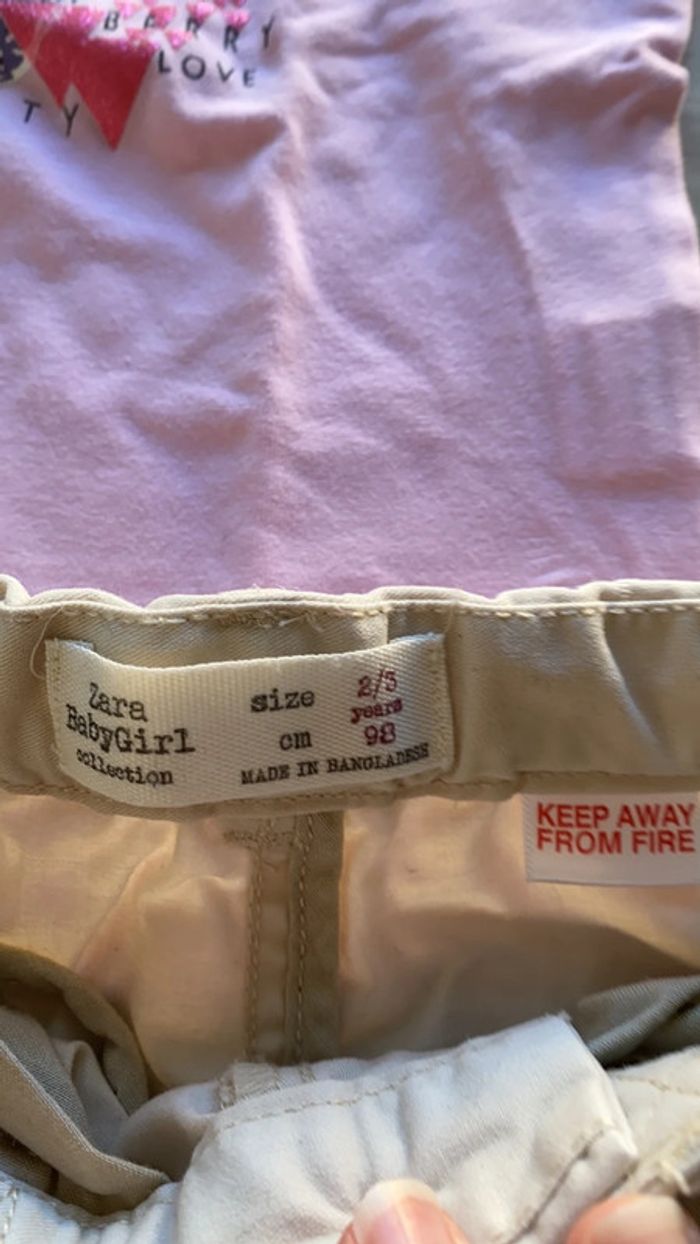 BERRY
LOVE
TY
Zara
BabyGirl
collection
size
cm
2/3
years
98
MADE IN BANGLADESH
KEEP AWAY
FROM FIRE